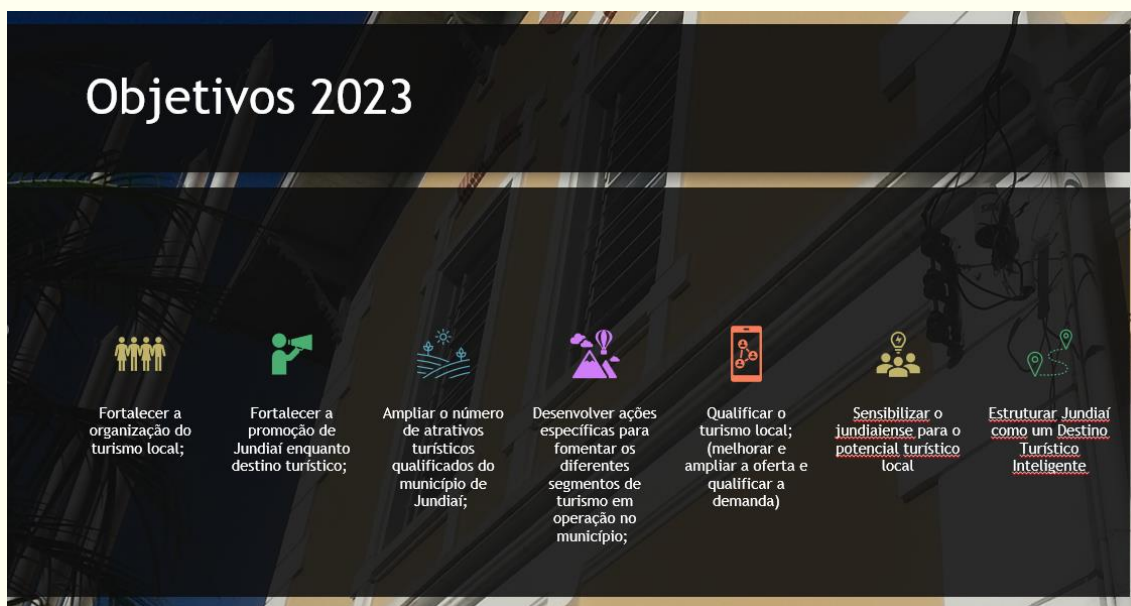 Objetivos 2023
Fortalecer a
organização do
turismo local;
Fortalecer a
promoção de
Jundiaí enquanto
destino turístico;
Ampliar o número
de atrativos
turísticos
qualificados do
município de
Jundiaí;
Desenvolver ações
específicas para
fomentar os
diferentes
segmentos de
turismo em
operação no
município;
Qualificar o
turismo local;
(melhorar e
ampliar a oferta e
qualificar a
demanda)
Sensibilizar o
jundiaiense para o
potencial turístico
local
Estruturar Jundiaí
como um Destino
Turístico
Inteligente